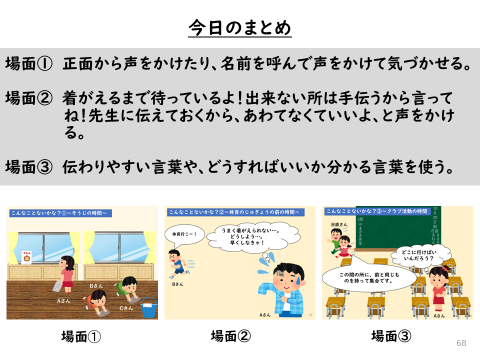 今日のまとめ
場面① 正面から声をかけたり、名前を呼んで声をかけて気づかせる。
場面② 着がえるまで待っているよ!出来ない所は手伝うから言って
ね!先生に伝えておくから、あわてなくていいよ、と声をかけ
る。
場面③ 伝わりやすい言葉や、どうすればいいか分かる言葉を使う。
こんなことないかな?①~そうじの時間~
Aさん
Bさん
Cさん
場面①
こんなことないかな?②~体育のじゅぎょうの前の時間~
体育行こー!
うまく着がえられない…。
どうしよう…。
早くしなきゃ!
Bさん
Aさん
場面②
こんなことないかな?③~クラブ活動の時間~
どこに行けばい
いんだろう?
この間の所に、前と同じも
のを持って集合です。
Aさん
場面③
68